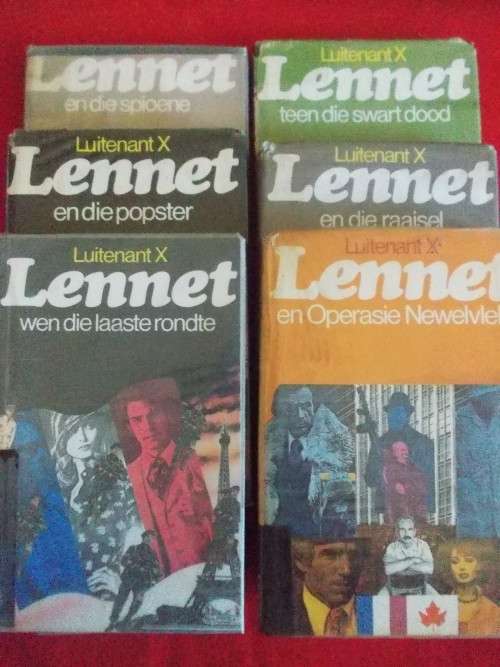 Lennet
en die spioene
Luitenant X
Lennet
teen die swart dood
Luitenant X
Lennet
en die popster
Luitenant X
Lennet
en die raaisel
Luitenant X
Lennet
wen die laaste rondte
Luitenant X
Lennet
en Operasie Newelvlek